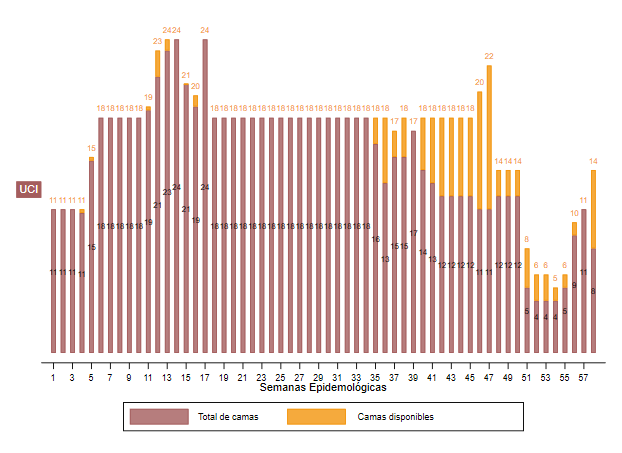 11 11 11 11 15 18 18 18 18 18 19 23 24 24 21 20 24 18 18 18 18 18 18 18 18 18 18 18 18 18 18 18 18 18 18 18 17 18 17 18 18 18 18 18 18 20 22 14 14 14 8 6 6 5 6 10 11 14
UCI
11 11 11 11 15 18 18 18 18 18 19 21 23 24 21 19 24 18 18 18 18 18 18 18 18 18 18 18 18 18 18 18 18 18 16 13 15 15 17 14 13 12 12 12 12 11 11 12 12 12 5 4 4 4 5 9 11 8
1 3 5 7 9 11 13 15 17 19 21 23 25 27 29 31 33 35 37 39 41 43 45 47 49 51 53 55 57
Semanas Epidemológicas
Total de camas Camas disponibles